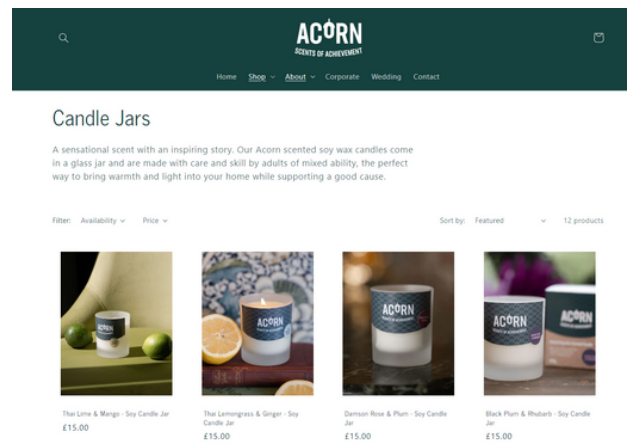 ACORN
SCENTS OF ACHIEVEMENT
Home Shop About Corporate Wedding Contact
Candle Jars
A sensational scent with an inspiring story. Our Acorn scented soy wax candles come
in a glass jar and are made with care and skill by adults of mixed ability, the perfect
way to bring warmth and light into your home while supporting a good cause.
Filter: Availability Price Sort by: Featured 12 products
ACORN
ACORN
ACORN
ACORN
ACORN
Thai Lime & Mango - Soy Candle Jar
£15.00
Thai Lemongrass & Ginger - Soy
Candle Jar
£15.00
Damson Rose & Plum - Soy Candle
Jar
£15.00
Black Plum & Rhubarb - Soy Candle
Jar
£15.00